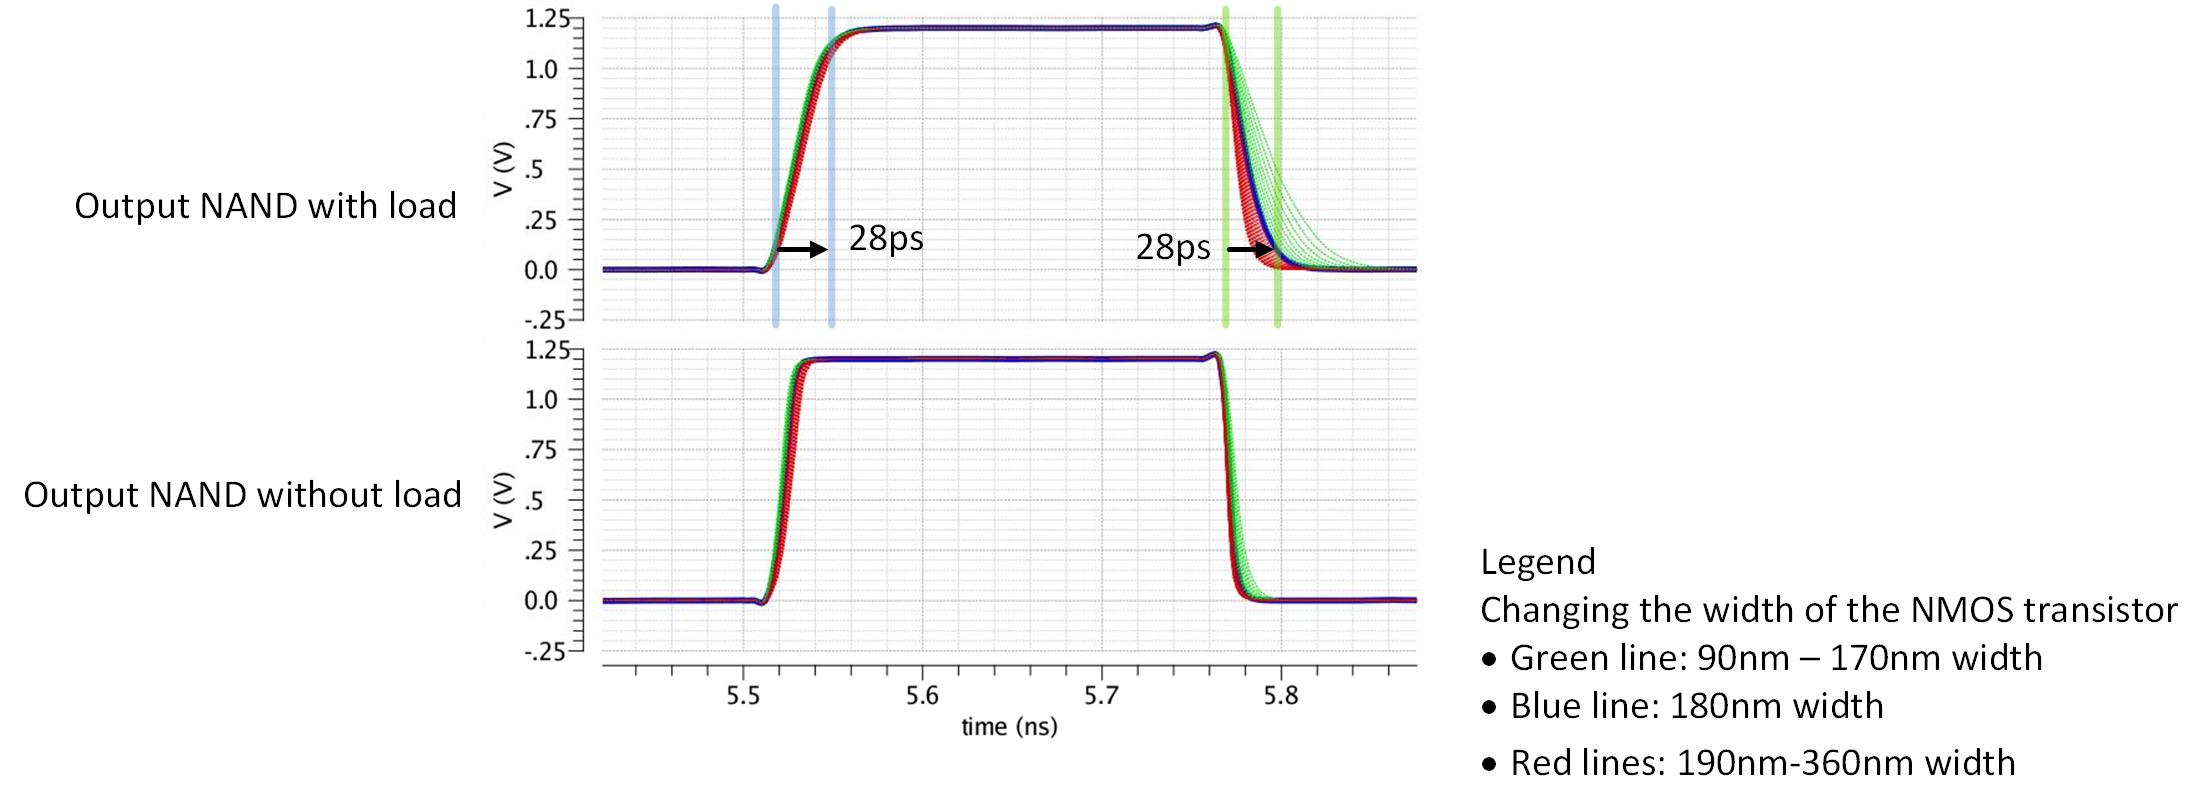 1.25
1.0
.75
.5
.25
0.0
-.25
V (V)
Output NAND with load
28ps
28ps
1.25
1.0
.75
.5
.25
0.0
-.25
V (V)
Output NAND without load
5.5
5.6
5.7
5.8
time (ns)
Legend
Changing the width of the NMOS transistor
• Green line: 90nm – 170nm width
• Blue line: 180nm width
• Red lines: 190nm-360nm width